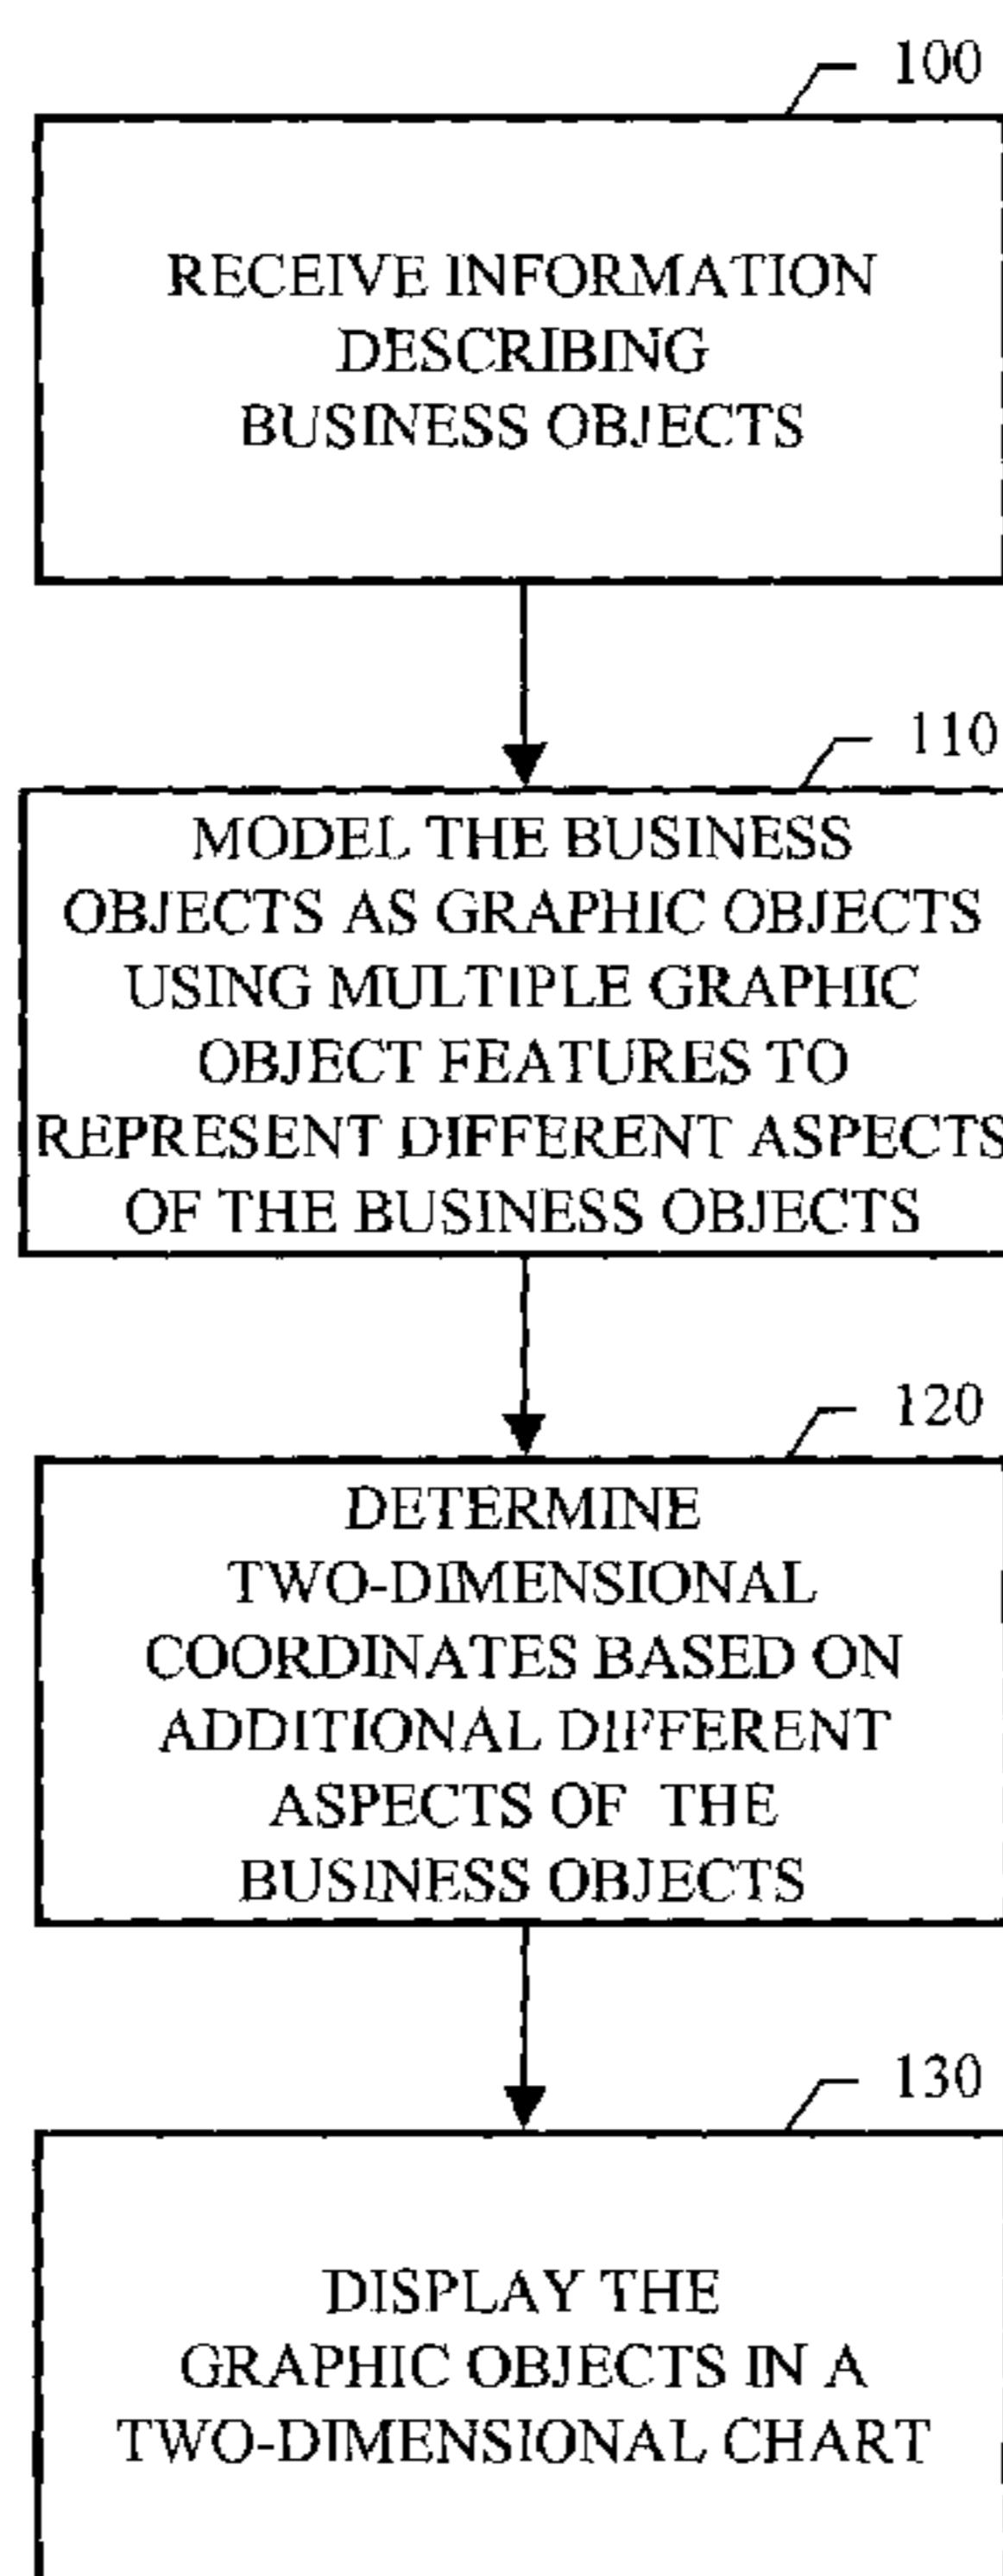 100
RECEIVE INFORMATION
DESCRIBING
BUSINESS OBJECTS
110
MODEL THE BUSINESS
OBJECTS AS GRAPHIC OBJECTS
USING MULTIPLE GRAPHIC
OBJECT FEATURES TO
REPRESENT DIFFERENT ASPECTS
OF THE BUSINESS OBJECTS
120
DETERMINE
TWO-DIMENSIONAL
COORDINATES BASED ON
ADDITIONAL DIFFERENT
ASPECTS OF THE
BUSINESS OBJECTS
130
DISPLAY THE
GRAPHIC OBJECTS IN A
TWO-DIMENSIONAL CHART